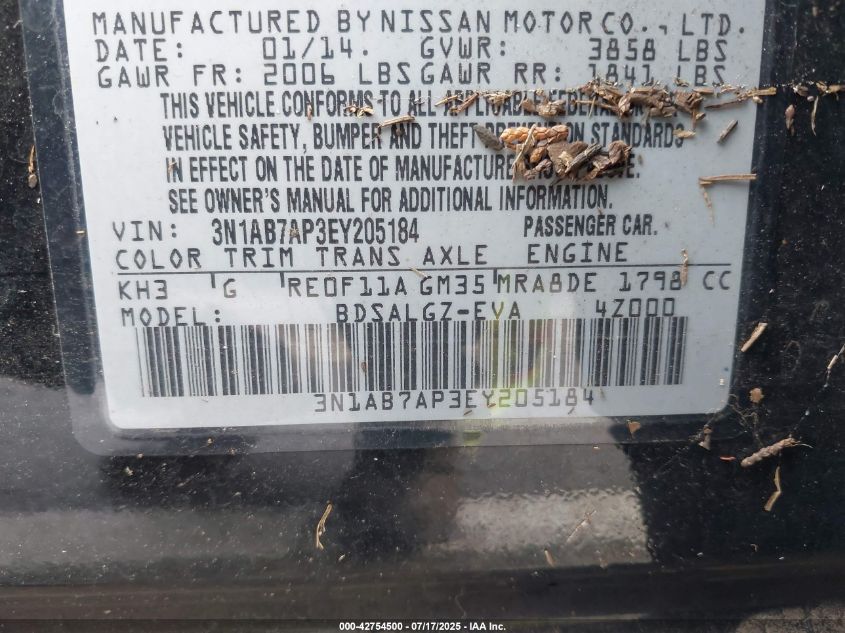 MANUFACTURED BY NISSAN MOTOR CO., LTD.
DATE: 01/14. GVWR: 3858 LBS
GAWR FR: 2006 LBS GAWR RR: 1841 LBS
THIS VEHICLE CONFORMS TO ALL APPLICABLE FEDERAL
VEHICLE SAFETY, BUMPER AND THEFT PREVENTION STANDARDS
IN EFFECT ON THE DATE OF MANUFACTURE
SEE OWNER'S MANUAL FOR ADDITIONAL INFORMATION.
VIN: 3N1AB7AP3EY205184 PASSENGER CAR.
COLOR TRIM TRANS AXLE ENGINE
KH3 G RE0F11A GM35 MRA8DE 1798 CC
MODEL: BDSALGZ-EVA 4Z000
3N1AB7AP3EY205184
000-42754500 / 07/17/2025 - IAA Inc.